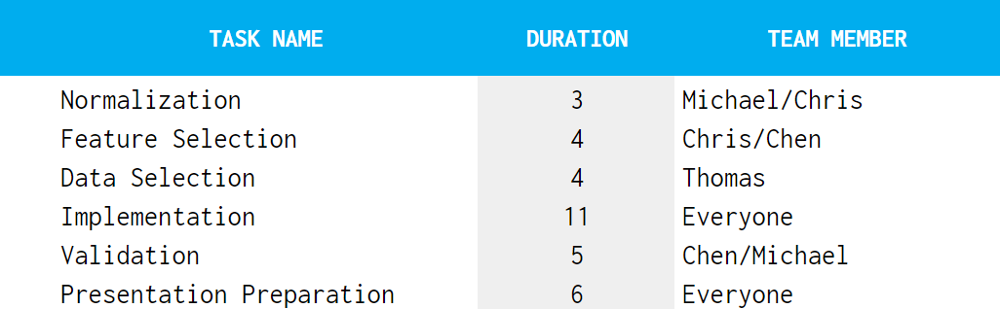 TASK NAME DURATION TEAM MEMBER
Normalization 3 Michael/Chris
Feature Selection 4 Chris/Chen
Data Selection 4 Thomas
Implementation 11 Everyone
Validation 5 Chen/Michael
Presentation Preparation 6 Everyone